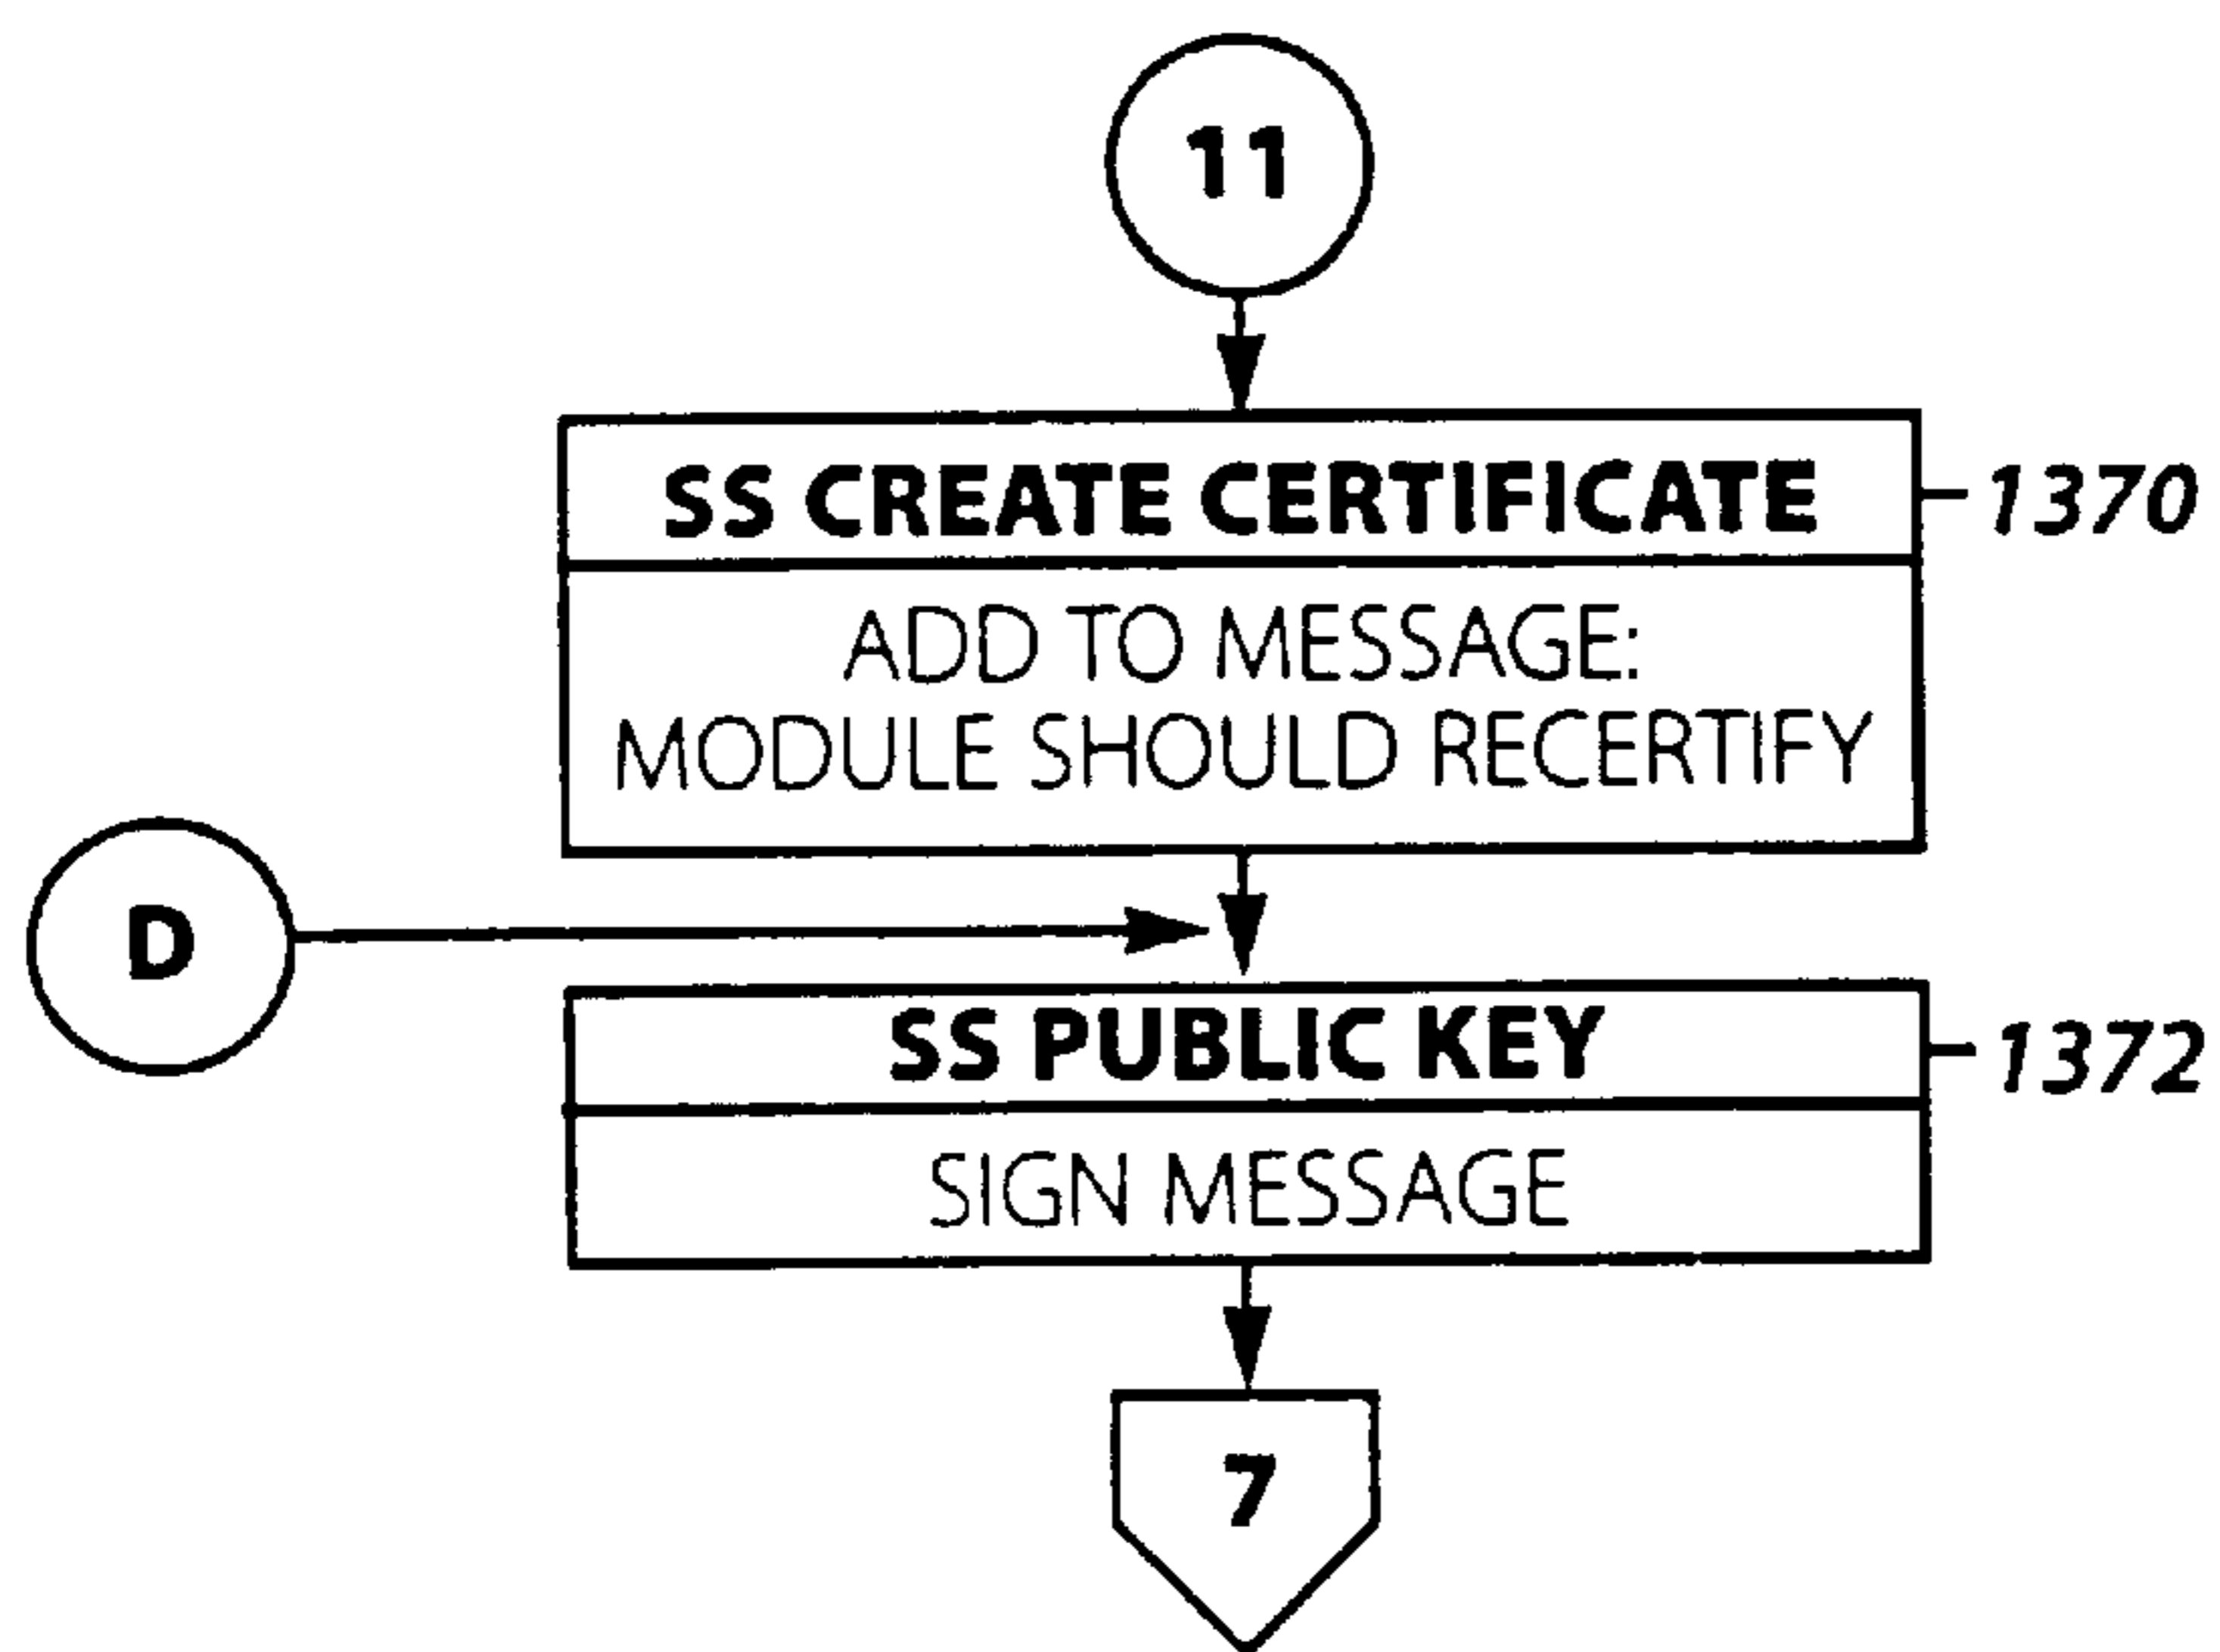 11
SS CREATE CERTIFICATE
1370
ADD TO MESSAGE:
MODULE SHOULD RECERTIFY
D
SS PUBLIC KEY
1372
SIGN MESSAGE
7